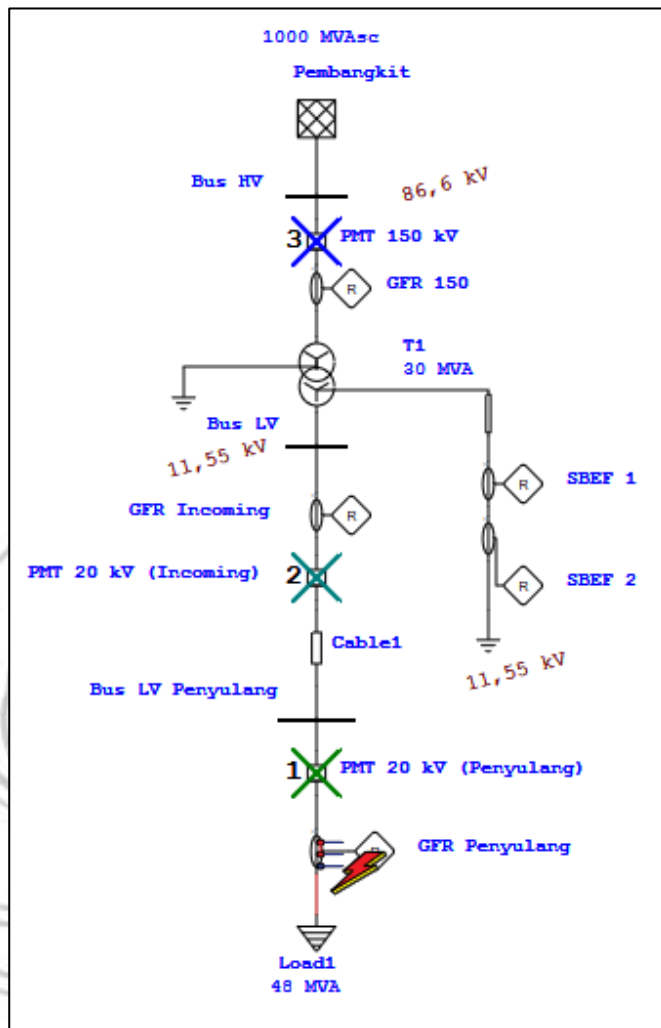 1000 MVAsc
Pembangkit
Bus HV
86,6 kV
3
PMT 150 kV
R
GFR 150
T1
30 MVA
Bus LV
11,55 kV
GFR Incoming
R
R
SBEF 1
PMT 20 kV (Incoming)
2
R
SBEF 2
Cable1
11,55 kV
Bus LV Penyulang
1
PMT 20 kV (Penyulang)
GFR Penyulang
Load1
48 MVA